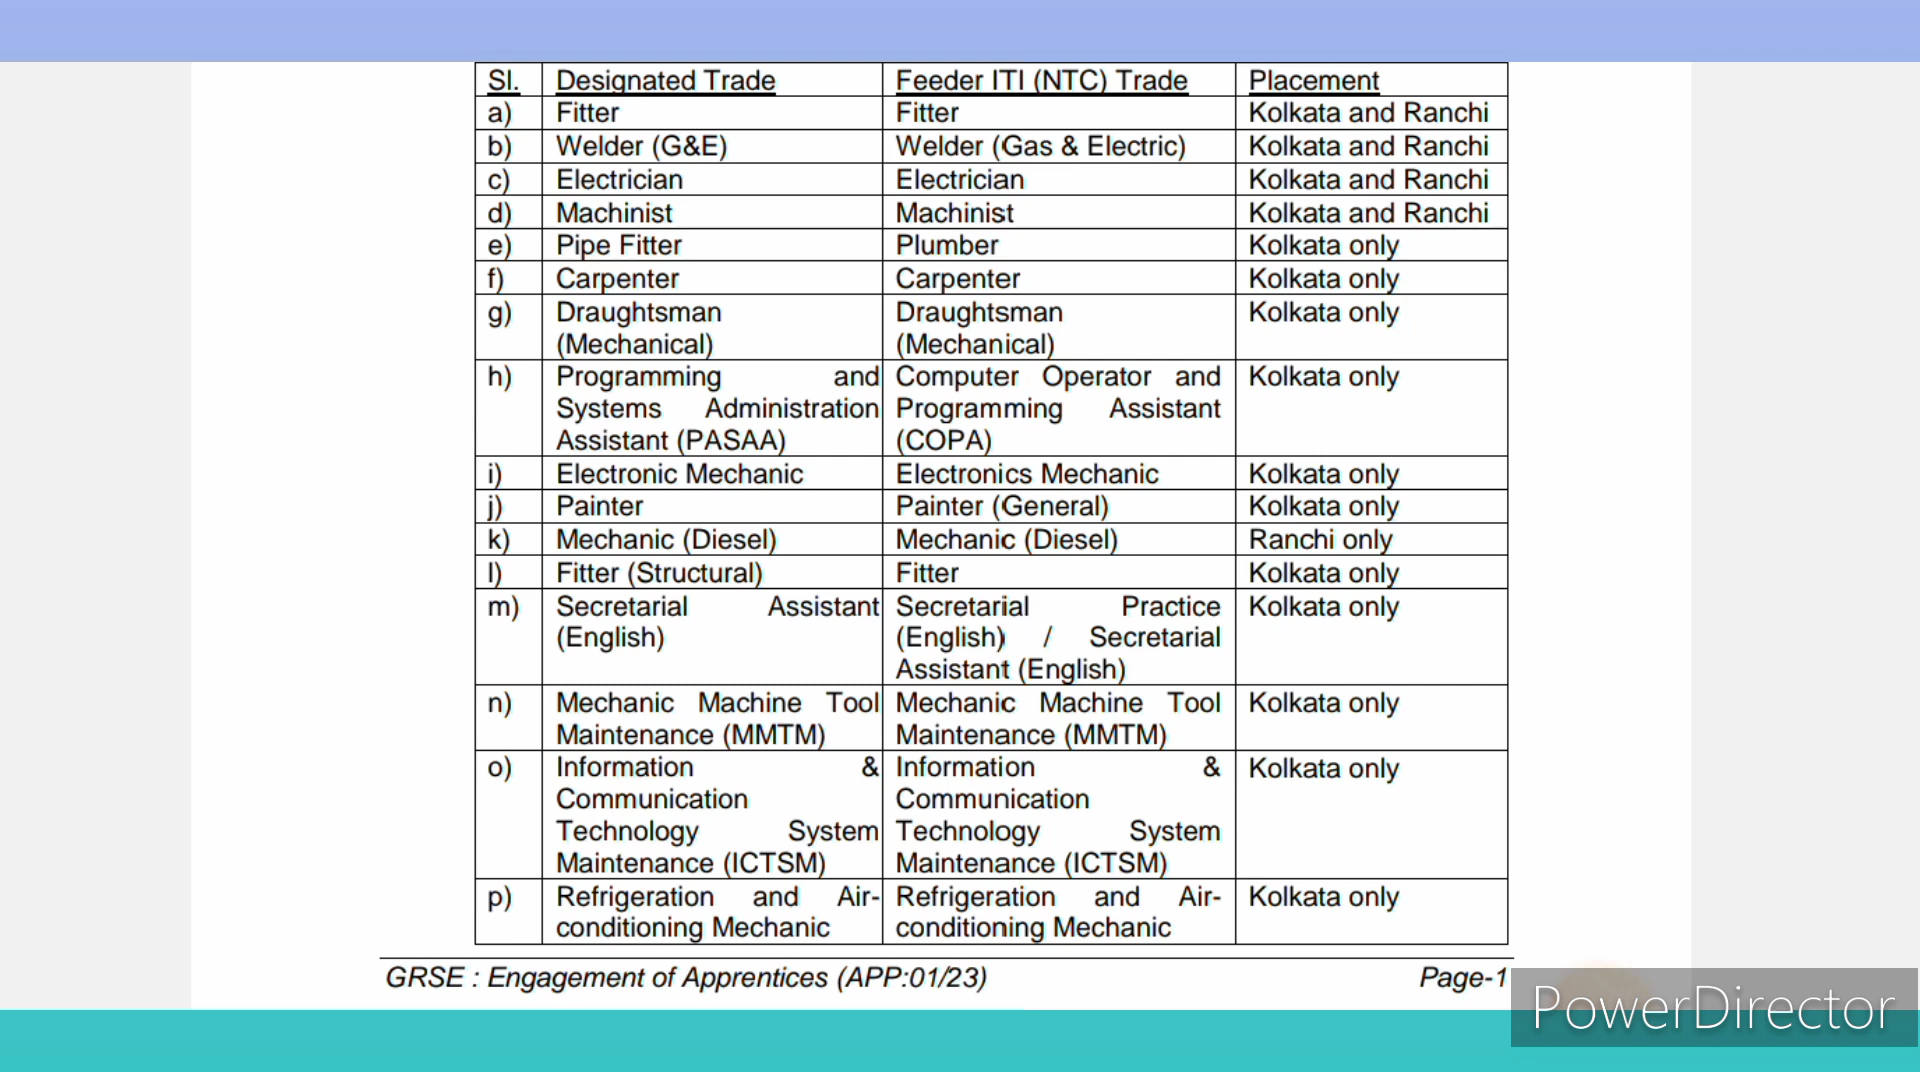 Sl. Designated Trade Feeder ITI (NTC) Trade Placement
a) Fitter Fitter Kolkata and Ranchi
b) Welder (G&E) Welder (Gas & Electric) Kolkata and Ranchi
c) Electrician Electrician Kolkata and Ranchi
d) Machinist Machinist Kolkata and Ranchi
e) Pipe Fitter Plumber Kolkata only
f) Carpenter Carpenter Kolkata only
g) Draughtsman Draughtsman Kolkata only
(Mechanical) (Mechanical)
h) Programming and Computer Operator and Kolkata only
Systems Administration Programming Assistant
Assistant (PASAA) (COPA)
i) Electronic Mechanic Electronics Mechanic Kolkata only
j) Painter Painter (General) Kolkata only
k) Mechanic (Diesel) Mechanic (Diesel) Ranchi only
l) Fitter (Structural) Fitter Kolkata only
m) Secretarial Assistant Secretarial Practice Kolkata only
(English) (English) / Secretarial
Assistant (English)
n) Mechanic Machine Tool Mechanic Machine Tool Kolkata only
Maintenance (MMTM) Maintenance (MMTM)
o) Information & Information & Kolkata only
Communication Communication
Technology System Technology System
Maintenance (ICTSM) Maintenance (ICTSM)
p) Refrigeration and Air- Refrigeration and Air- Kolkata only
conditioning Mechanic conditioning Mechanic
GRSE : Engagement of Apprentices (APP:01/23) Page-1
PowerDirector